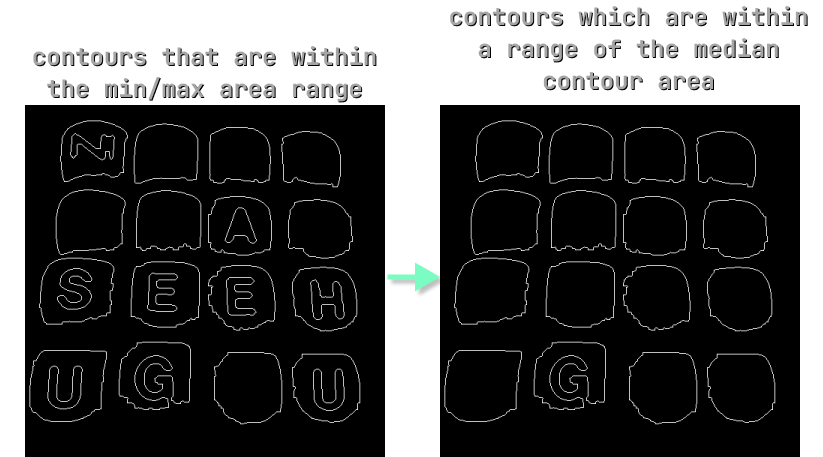 contours that are within
the min/max area range
contours which are within
a range of the median
contour area
Z
A
S E E H
U G U
G